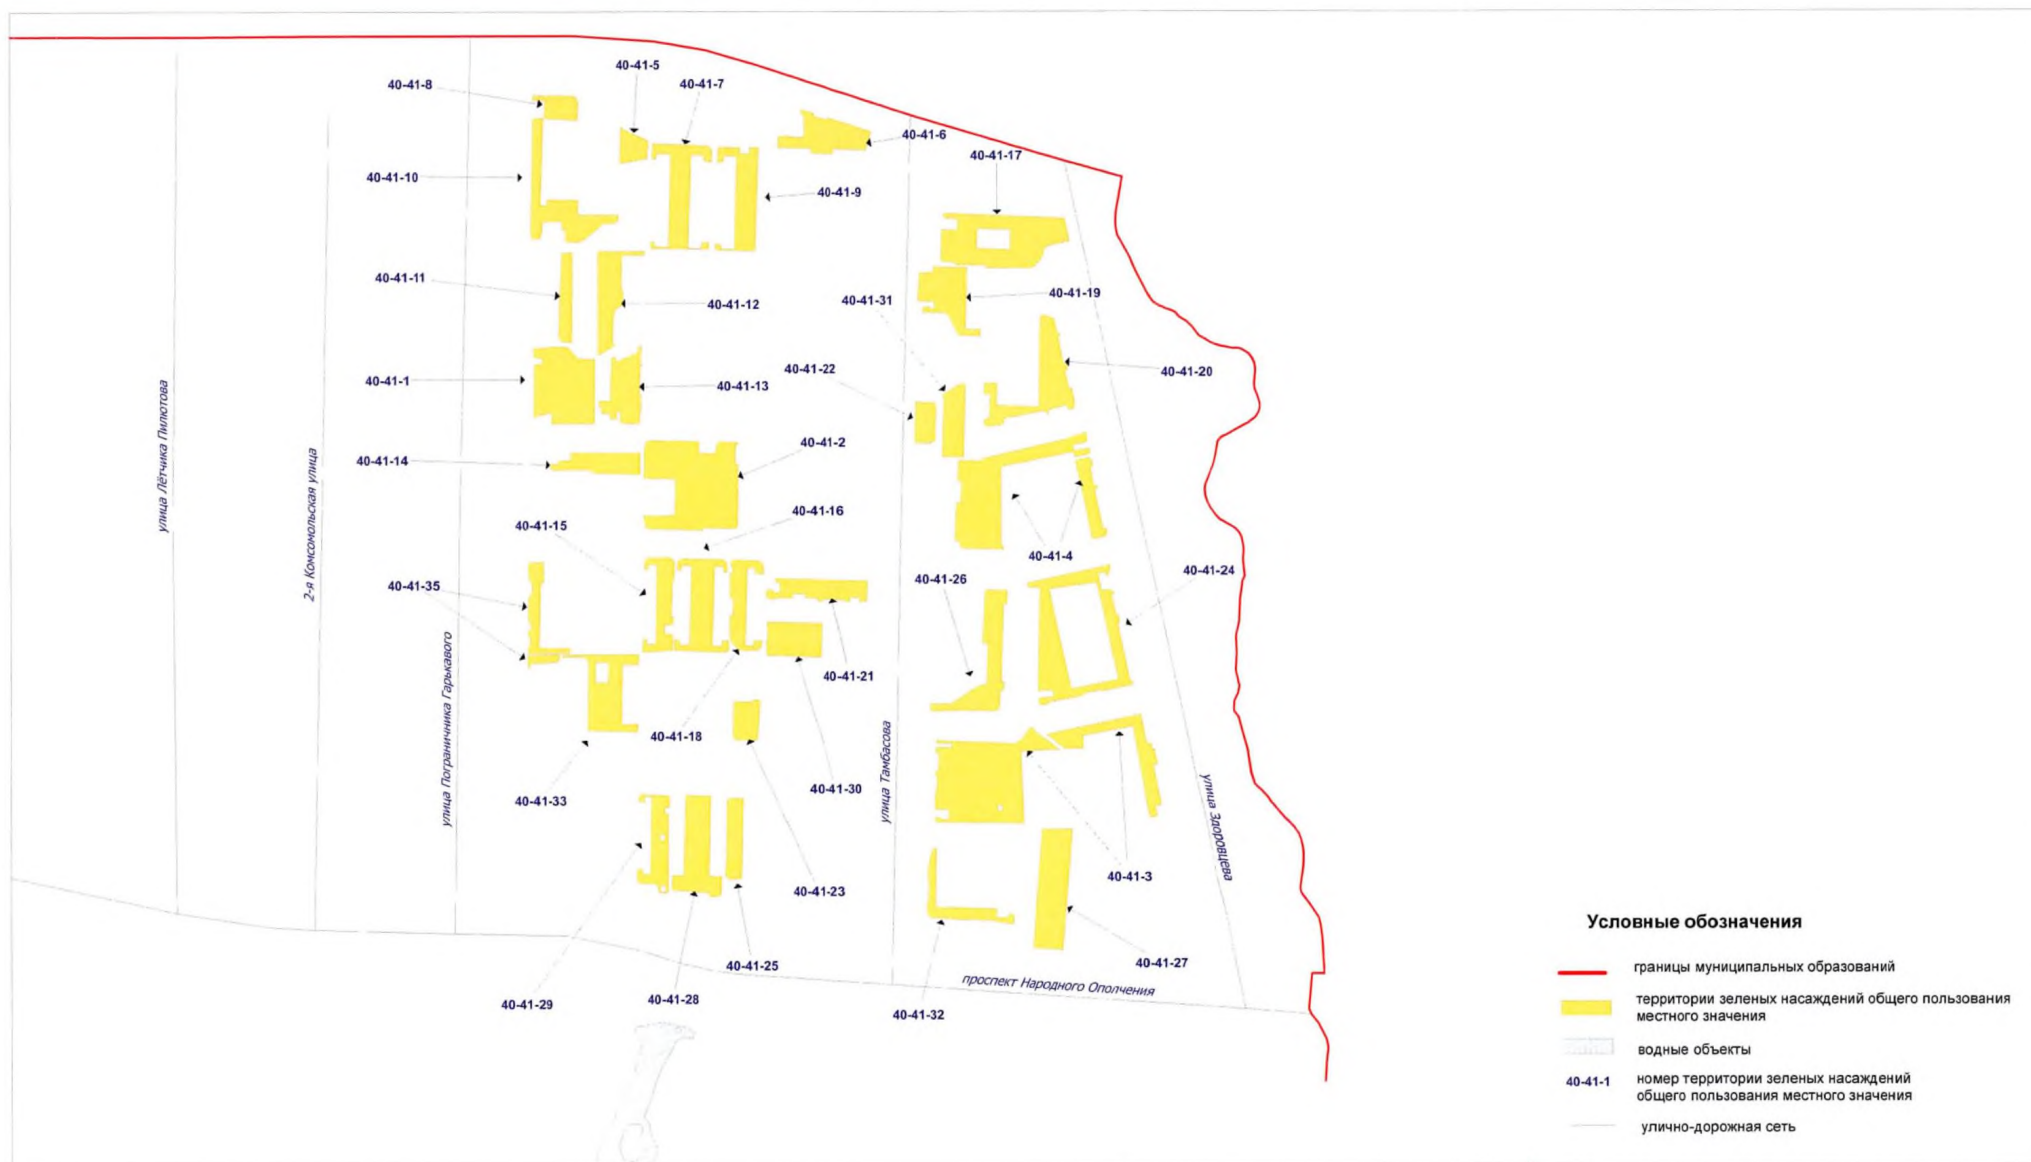 40-41-5
40-41-8
40-41-7
40-41-6
40-41-17
40-41-10
40-41-9
40-41-11
40-41-12
40-41-31
40-41-19
40-41-1
40-41-13
40-41-22
40-41-20
улица Лётчика Пилютова
2-я Комсомольская улица
40-41-14
40-41-2
40-41-15
40-41-16
40-41-4
40-41-35
40-41-26
40-41-24
улица Пограничника Гарькавого
40-41-21
40-41-18
улица Тамбасова
40-41-33
40-41-30
улица Здоровцева
40-41-23
40-41-3
40-41-25
40-41-27
40-41-29
40-41-28
проспект Народного Ополчения
40-41-32
Условные обозначения
границы муниципальных образований
территории зеленых насаждений общего пользования
местного значения
водные объекты
40-41-1
номер территории зеленых насаждений
общего пользования местного значения
улично-дорожная сеть